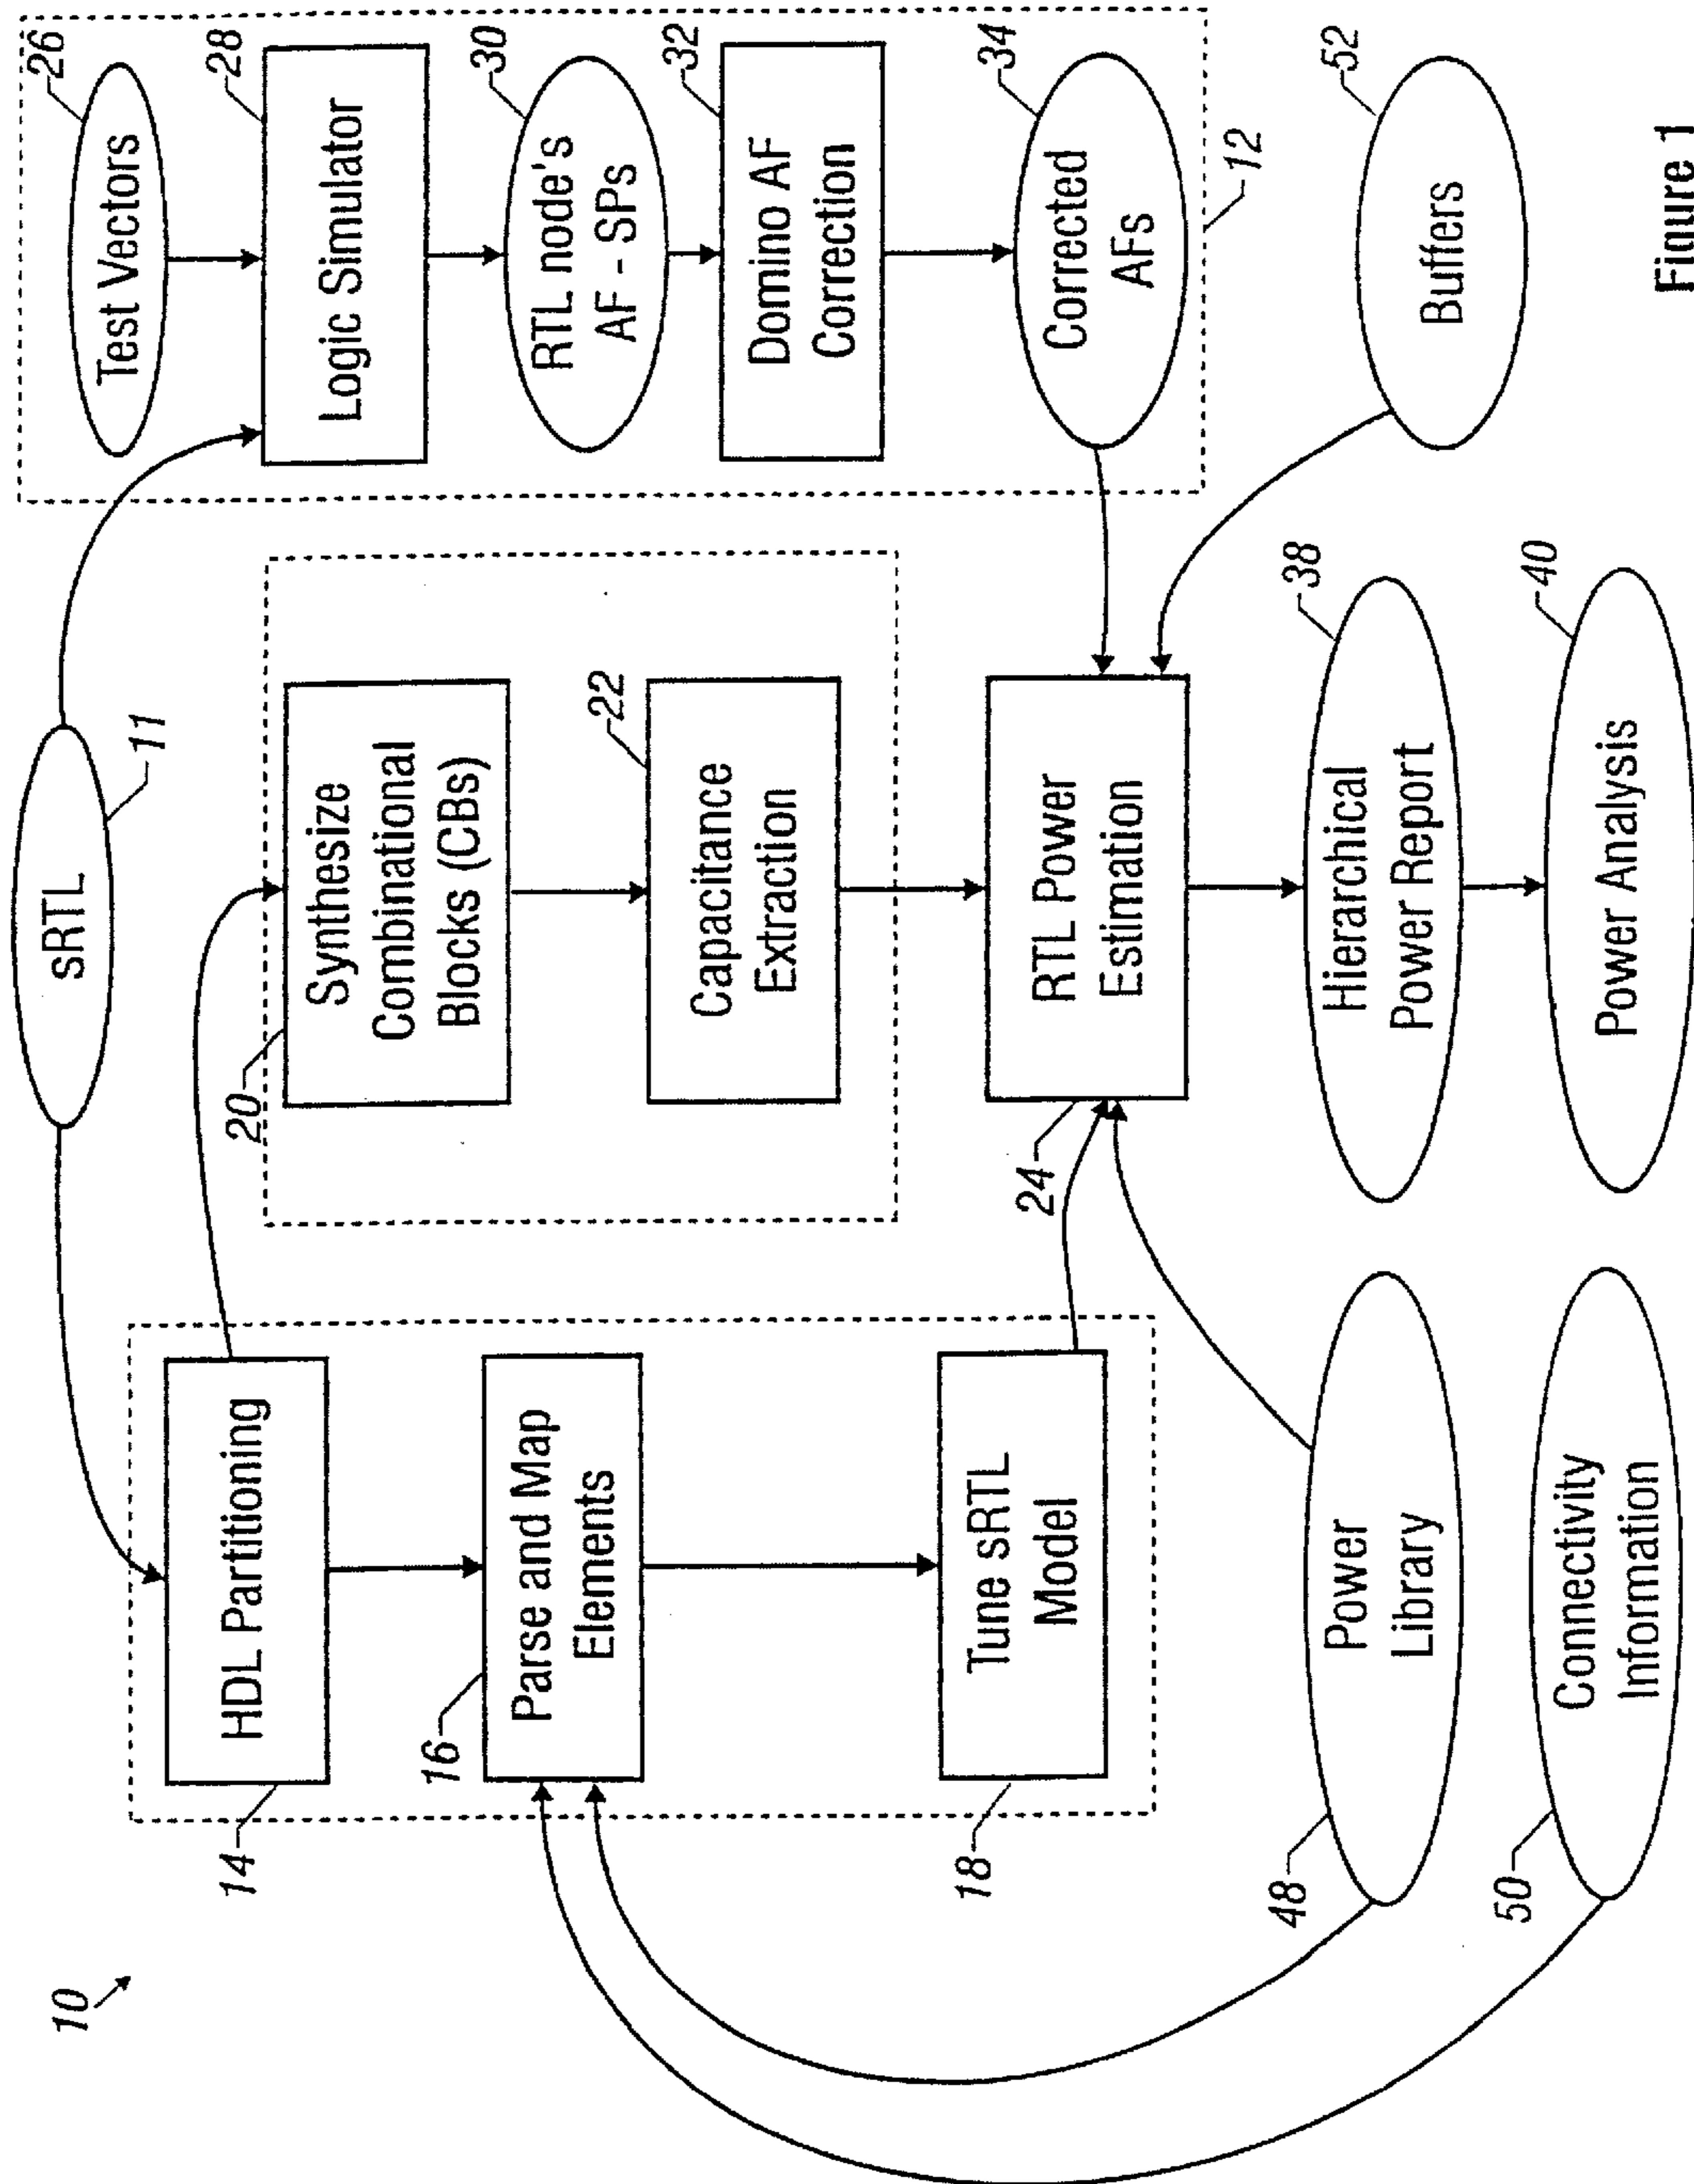 10
sRTL
11
HDL Partitioning
14
Parse and Map
Elements
16
Tune sRTL
Model
18
Synthesize
Combinational
Blocks (CBs)
20
Capacitance
Extraction
22
RTL Power
Estimation
24
Test Vectors
26
Logic Simulator
28
RTL node's
AF - SPs
30
Domino AF
Correction
32
Corrected
AFs
34
12
Power
Library
48
Connectivity
Information
50
Hierarchical
Power Report
38
Power Analysis
40
Buffers
52
Figure 1